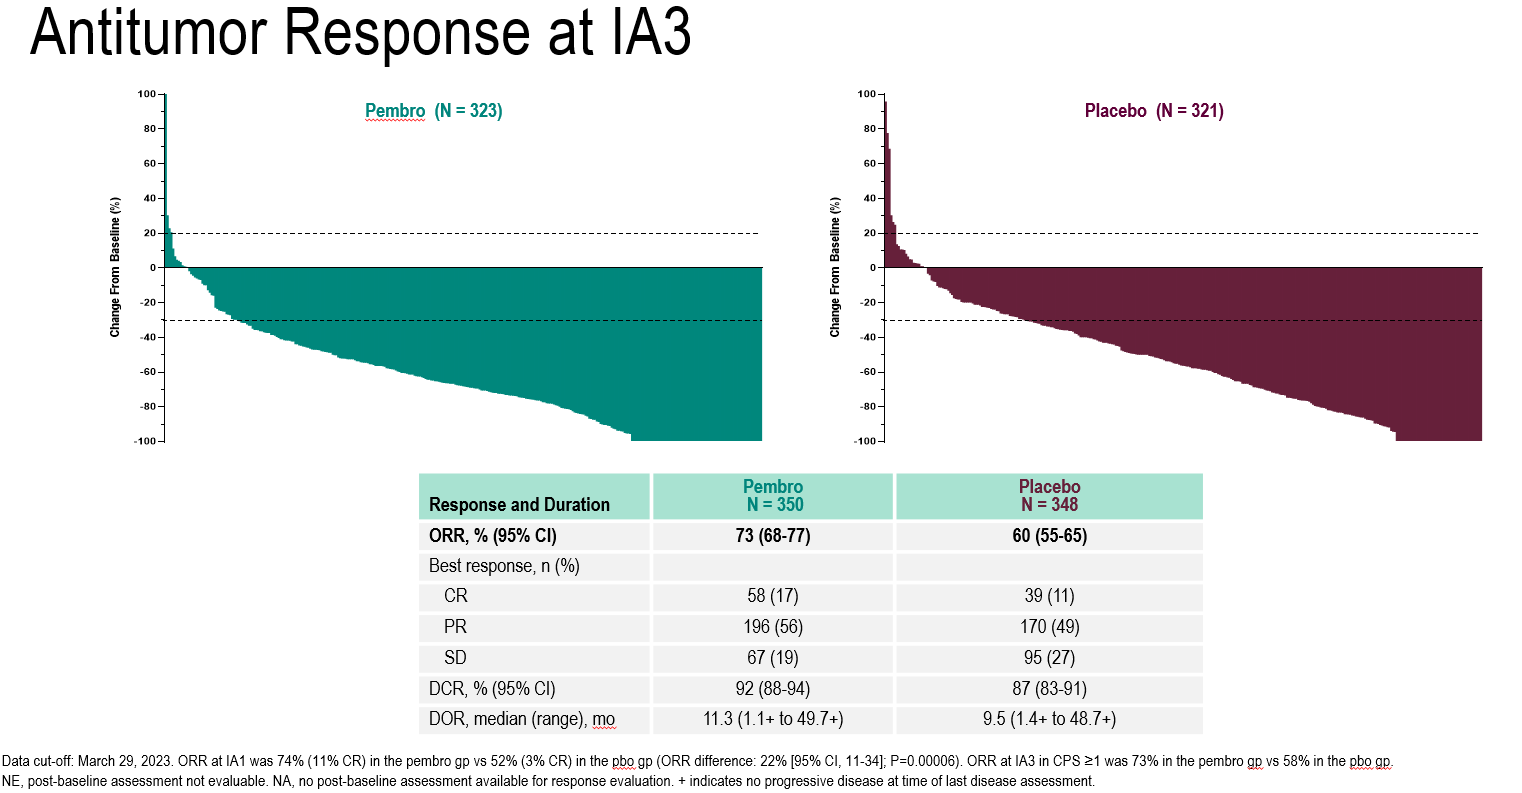 Antitumor Response at IA3
Pembro (N = 323)
Change From Baseline (%)
100
80
60
40
20
0
-20
-40
-60
-80
-100
Placebo (N = 321)
Change From Baseline (%)
100
80
60
40
20
0
-20
-40
-60
-80
-100
Response and Duration Pembro N = 350 Placebo N = 348
ORR, % (95% CI) 73 (68-77) 60 (55-65)
Best response, n (%)
CR 58 (17) 39 (11)
PR 196 (56) 170 (49)
SD 67 (19) 95 (27)
DCR, % (95% CI) 92 (88-94) 87 (83-91)
DOR, median (range), mo 11.3 (1.1+ to 49.7+) 9.5 (1.4+ to 48.7+)
Data cut-off: March 29, 2023. ORR at IA1 was 74% (11% CR) in the pembro gp vs 52% (3% CR) in the pbo gp (ORR difference: 22% [95% CI, 11-34]; P=0.00006). ORR at IA3 in CPS ≥1 was 73% in the pembro gp vs 58% in the pbo gp.
NE, post-baseline assessment not evaluable. NA, no post-baseline assessment available for response evaluation. + indicates no progressive disease at time of last disease assessment.